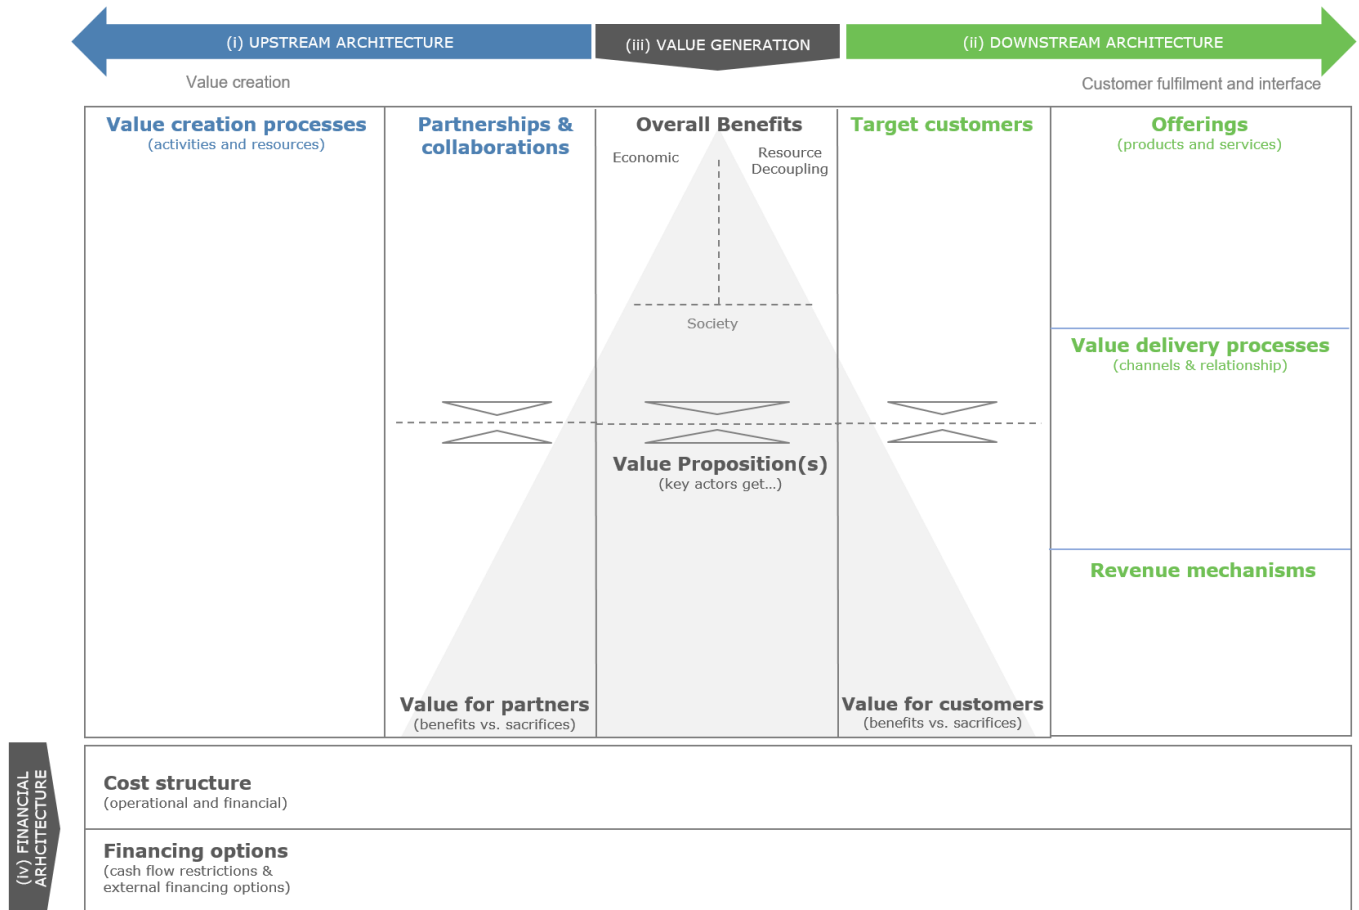 (i) UPSTREAM ARCHITECTURE
(iii) VALUE GENERATION
(ii) DOWNSTREAM ARCHITECTURE
Value creation
Customer fulfilment and interface
Value creation processes
(activities and resources)
Partnerships &
collaborations
Overall Benefits
Economic
Resource
Decoupling
Society
Target customers
Offerings
(products and services)
Value delivery processes
(channels & relationship)
Value Proposition(s)
(key actors get...)
Revenue mechanisms
Value for partners
(benefits vs. sacrifices)
Value for customers
(benefits vs. sacrifices)
(iv) FINANCIAL
ARHCITECTURE
Cost structure
(operational and financial)
Financing options
(cash flow restrictions &
external financing options)